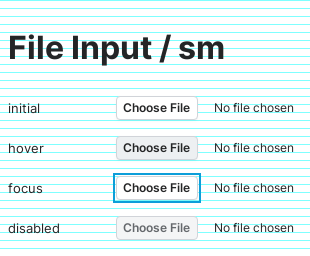 File Input / sm
initial Choose File No file chosen
hover Choose File No file chosen
focus Choose File No file chosen
disabled Choose File No file chosen